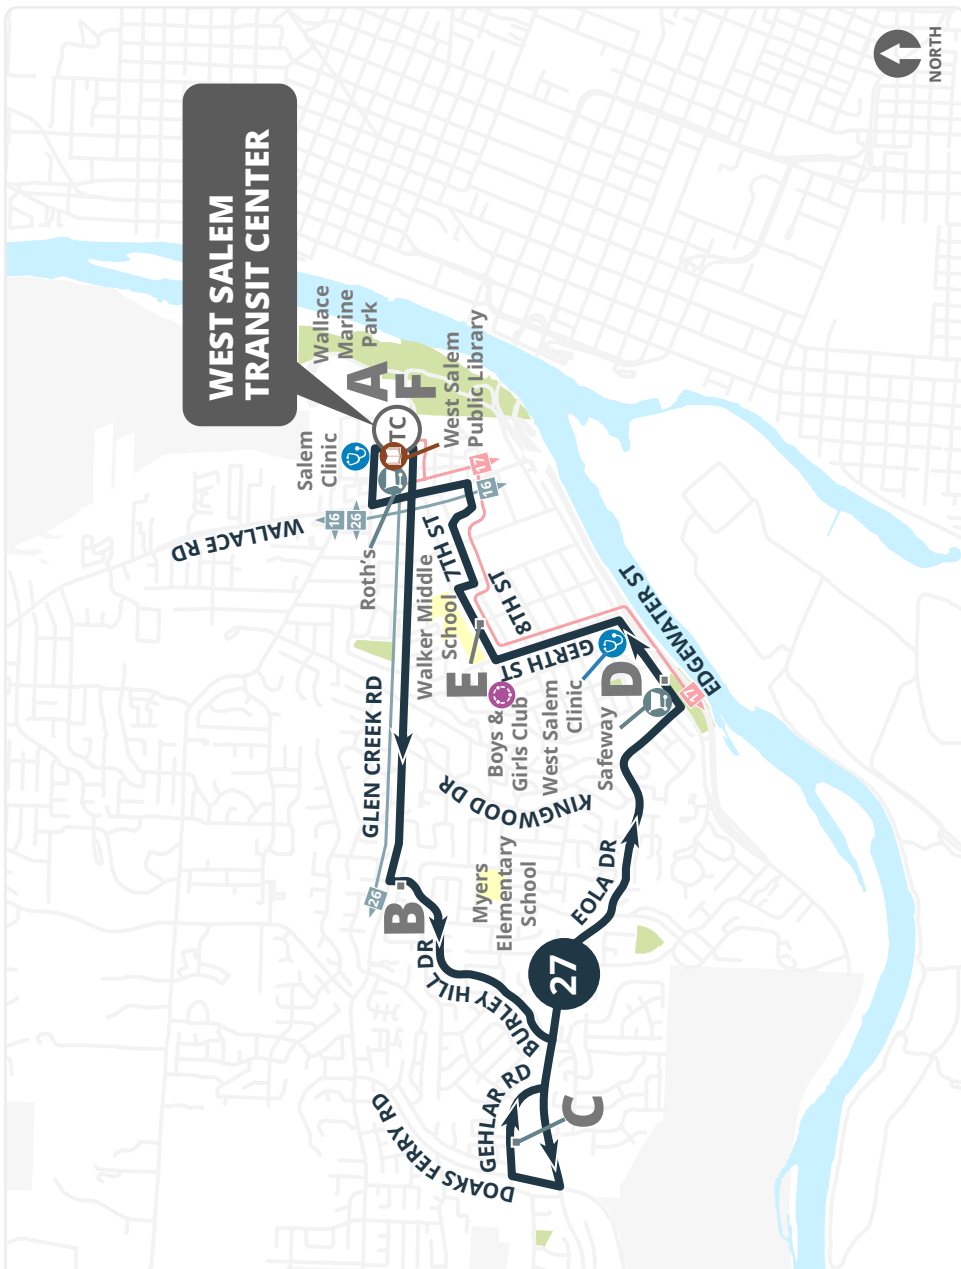 NORTH
WEST SALEM
TRANSIT CENTER
Wallace
Marine
Park
A
F
TC
West Salem
Public Library
Salem
Clinic
17
16
16
26
WALLACE RD
Roth's
7TH ST
8TH ST
Walker Middle
School
E
GERTH ST
Boys &
Girls Club
West Salem
Clinic
D
Safeway
17
EDGEWATER ST
GLEN CREEK RD
KINGWOOD DR
26
B
Myers
Elementary
School
EOLA DR
27
BURLEY HILL DR
GEHLAR RD
C
DOAKS FERRY RD